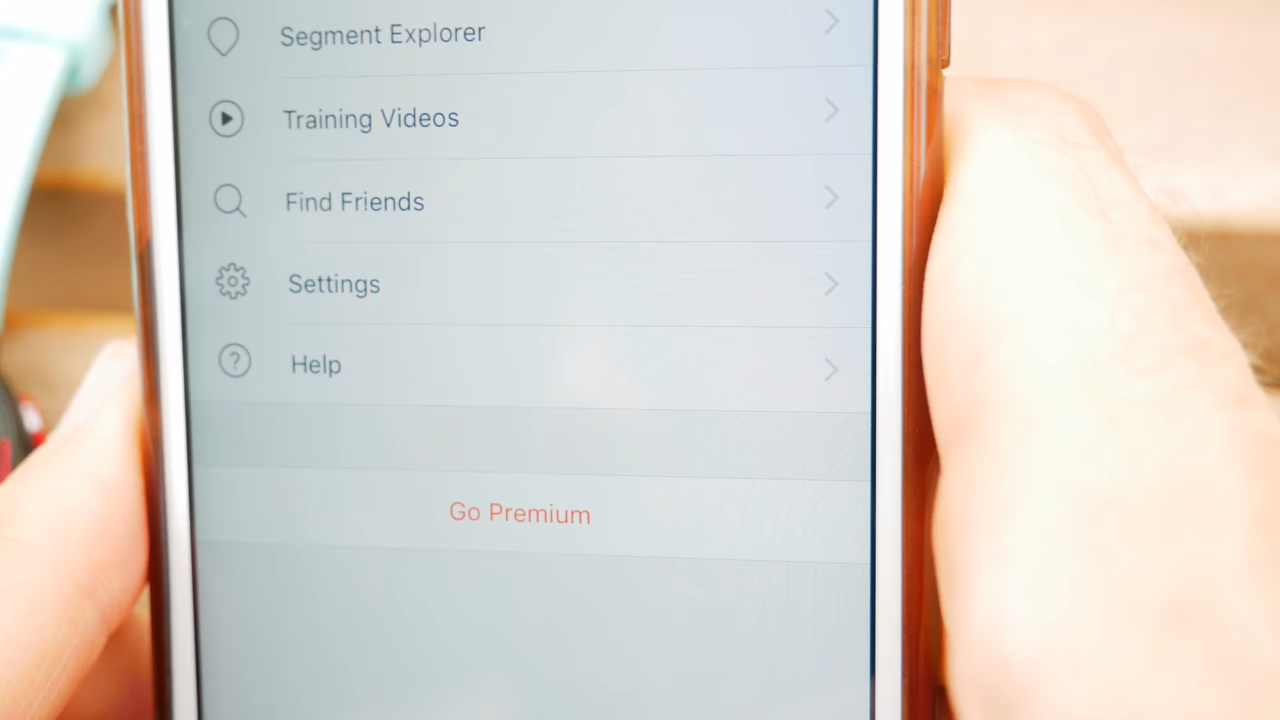 Segment Explorer
Training Videos
Find Friends
Settings
Help
Go Premium